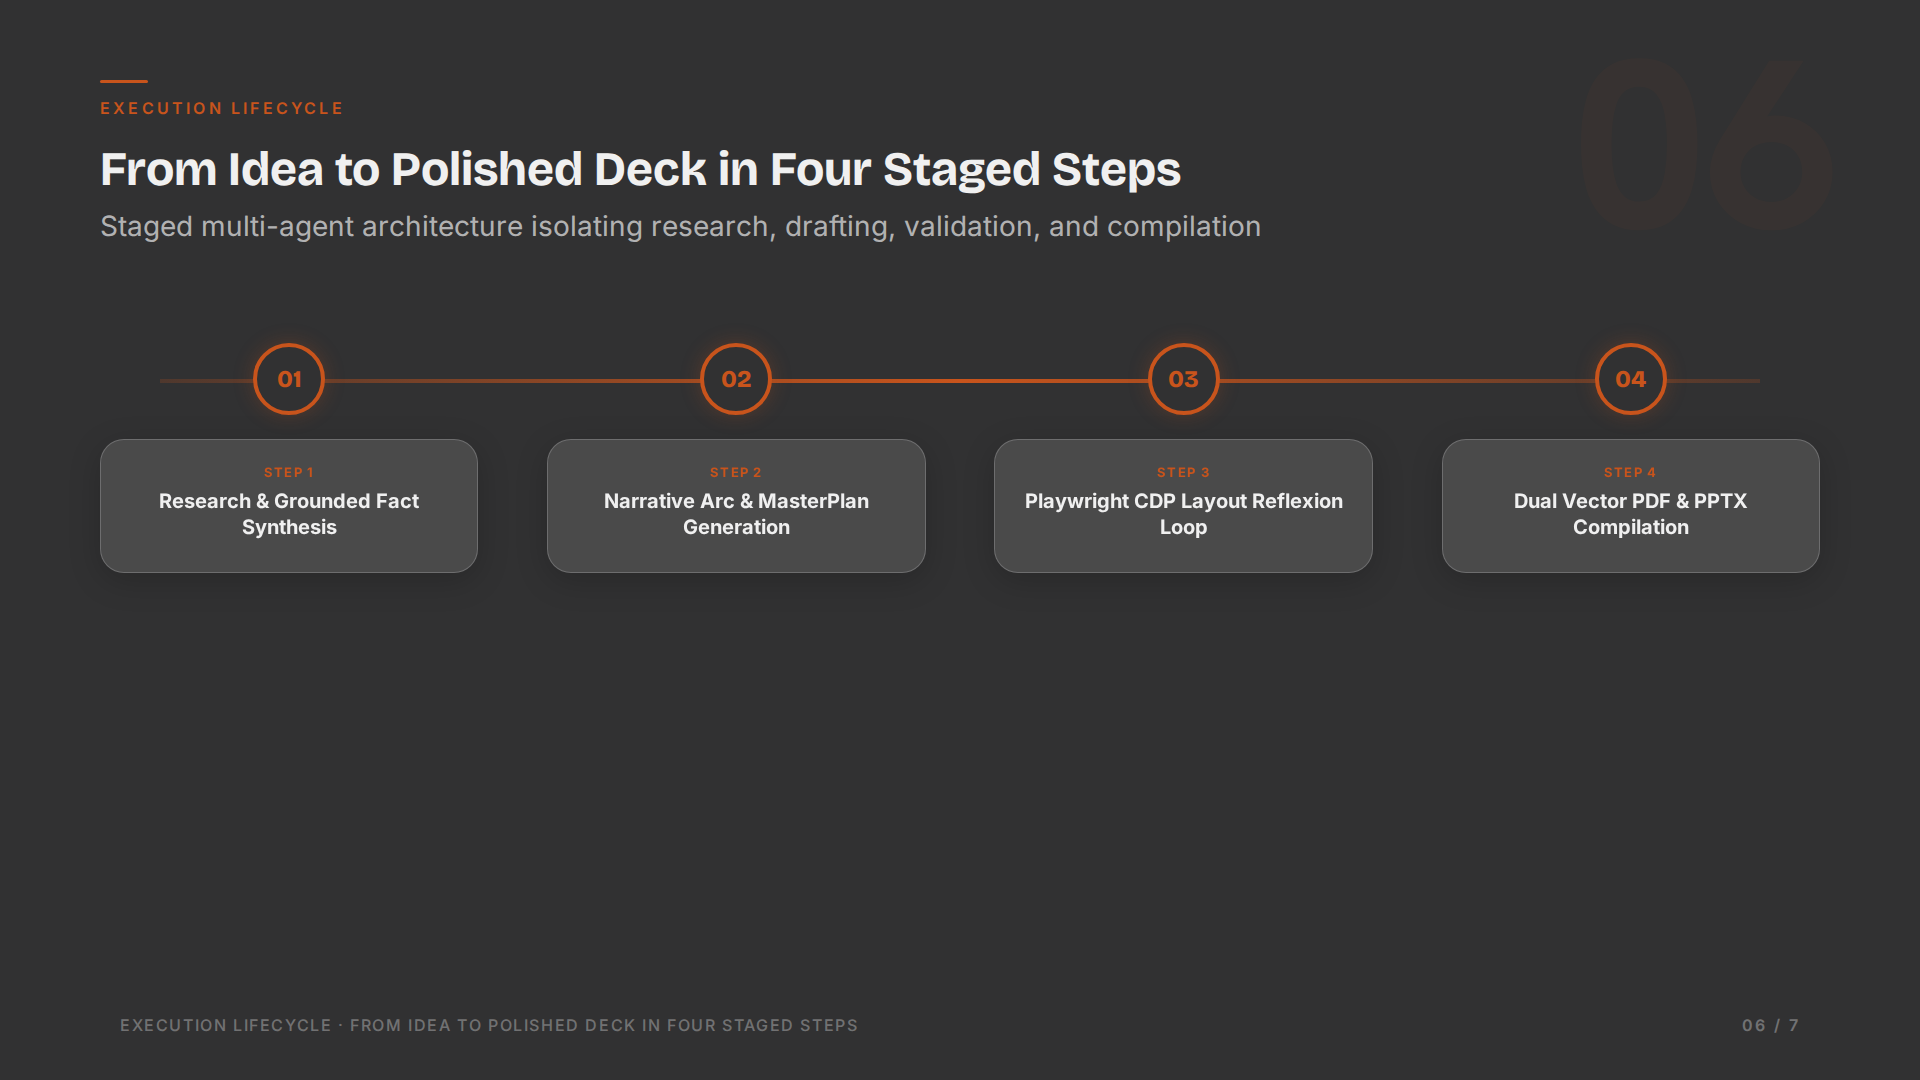 EXECUTION LIFECYCLE
06
From Idea to Polished Deck in Four Staged Steps
Staged multi-agent architecture isolating research, drafting, validation, and compilation
01
02
03
04
STEP 1
Research & Grounded Fact
Synthesis
STEP 2
Narrative Arc & MasterPlan
Generation
STEP 3
Playwright CDP Layout Reflexion
Loop
STEP 4
Dual Vector PDF & PPTX
Compilation
EXECUTION LIFECYCLE · FROM IDEA TO POLISHED DECK IN FOUR STAGED STEPS
06 / 7